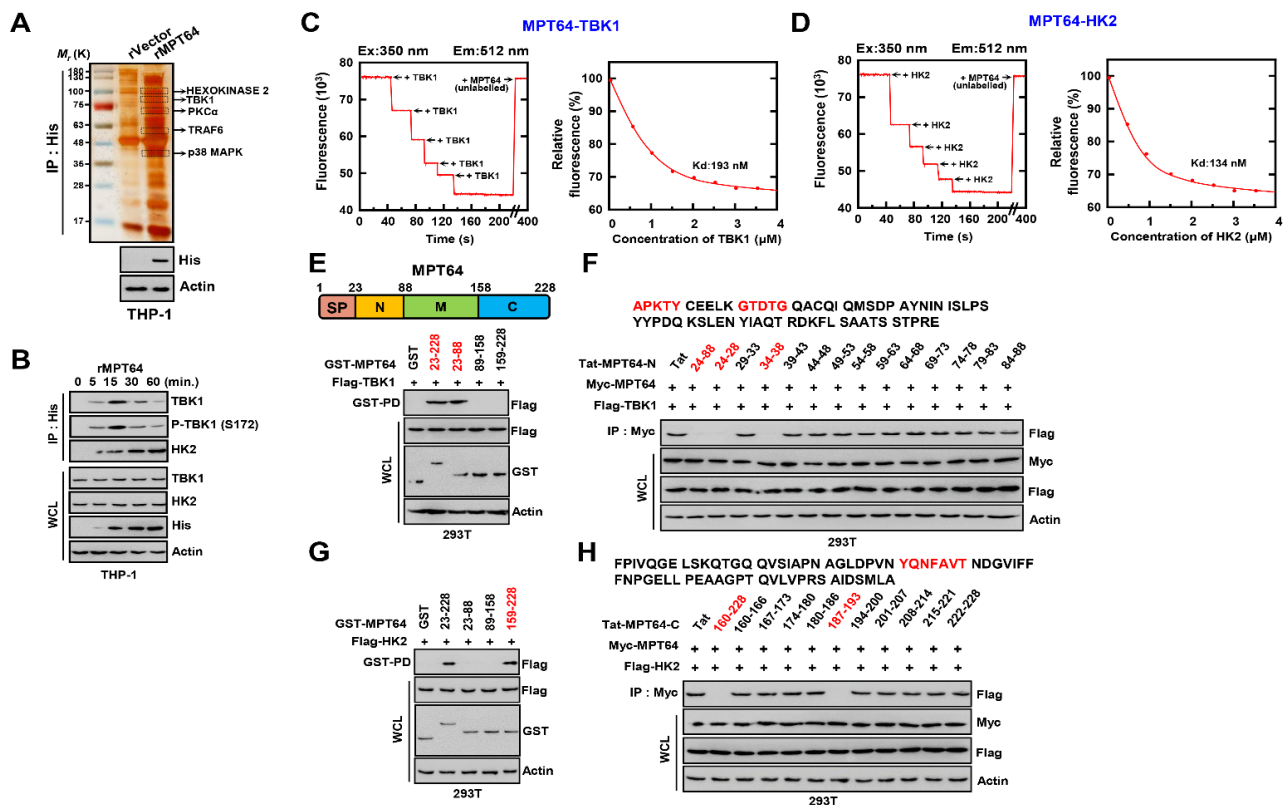 A
rVector
rMPT64
Mr (K)
180
130
100
75
63
48
36
28
17
IP : His
HEXOKINASE 2
TBK1
PKCα
TRAF6
p38 MAPK
His
Actin
THP-1
B
rMPT64
0 5 15 30 60 (min.)
IP : His
TBK1
P-TBK1 (S172)
HK2
WCL
TBK1
HK2
His
Actin
THP-1
C
MPT64-TBK1
Ex:350 nm Em:512 nm
Fluorescence (10³)
80
70
60
50
40
+ TBK1
+ TBK1
+ TBK1
+ TBK1
+ TBK1
+ MPT64
(unlabelled)
0 40 80 120 200 400
Time (s)
Relative
fluorescence (%)
100
90
80
70
60
Kd:193 nM
0 1 2 3 4
Concentration of TBK1 (μM)
D
MPT64-HK2
Ex:350 nm Em:512 nm
Fluorescence (10³)
80
70
60
50
40
+ HK2
+ HK2
+ HK2
+ HK2
+ HK2
+ MPT64
(unlabelled)
0 40 80 120 200 400
Time (s)
Relative
fluorescence (%)
100
90
80
70
60
Kd:134 nM
0 1 2 3 4
Concentration of HK2 (μM)
E
MPT64
1 23 88 158 228
SP N M C
GST-MPT64
GST 23-228 23-88 89-158 159-228
Flag-TBK1 + + + + +
GST-PD Flag
WCL
Flag
GST
Actin
293T
F
APKTY CEELK GTDTG QACQI QMSDP AYNIN ISLPS
YYPDQ KSLEN YIAQT RDKFL SAATS STPRE
Tat-MPT64-N
Tat 24-88 24-28 29-33 34-38 39-43 44-48 49-53 54-58 59-63 64-68 69-73 74-78 79-83 84-88
Myc-MPT64 + + + + + + + + + + + + + + +
Flag-TBK1 + + + + + + + + + + + + + + +
IP : Myc Flag
WCL
Myc
Flag
Actin
293T
G
GST-MPT64
GST 23-228 23-88 89-158 159-228
Flag-HK2 + + + + +
GST-PD Flag
WCL
Flag
GST
Actin
293T
H
FPIVQGE LSKQTGQ QVSIAPN AGLDPVN YQNFAVT NDGVIFF
FNPGELL PEAAGPT QVLVPRS AIDSMLA
Tat-MPT64-C
Tat 160-228 160-166 167-173 174-180 180-186 187-193 194-200 201-207 208-214 215-221 222-228
Myc-MPT64 + + + + + + + + + + + +
Flag-HK2 + + + + + + + + + + + +
IP : Myc Flag
WCL
Myc
Flag
Actin
293T